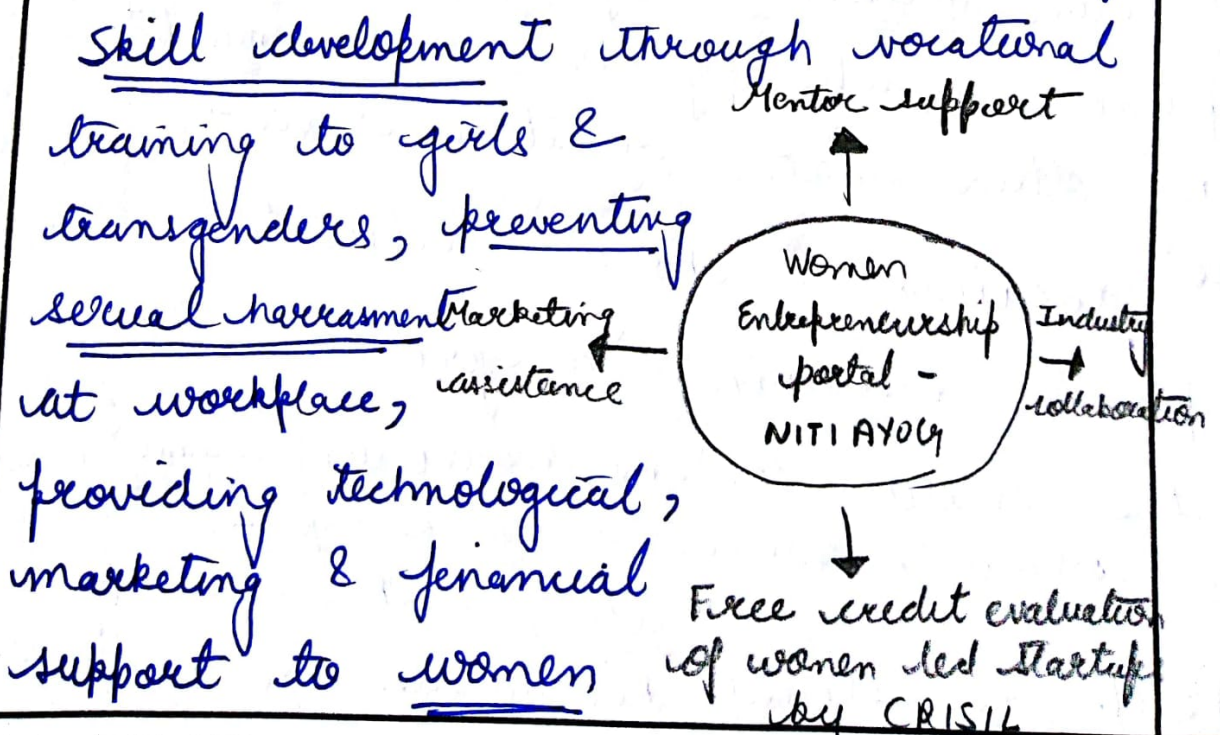 Skill development through vocational
training to girls &
transgenders, preventing
sexual harrasment
at workplace,
providing technological,
marketing & finanancial
support to women
Mentor support
Women
Entrepreneurship
portal -
NITI AYOG
Marketing
assistance
Industry
collaboration
Free credit evaluation
of women led startup
by CRISIL